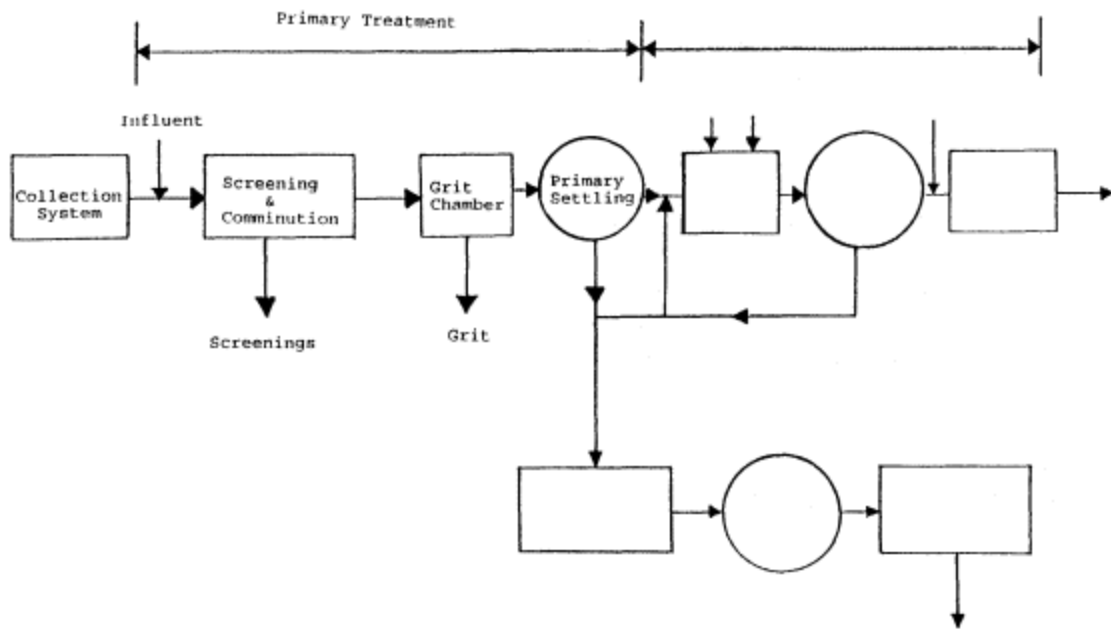 Primary Treatment
Influent
Collection
System
Screening
&
Comminution
Grit
Chamber
Primary
Settling
Screenings
Grit